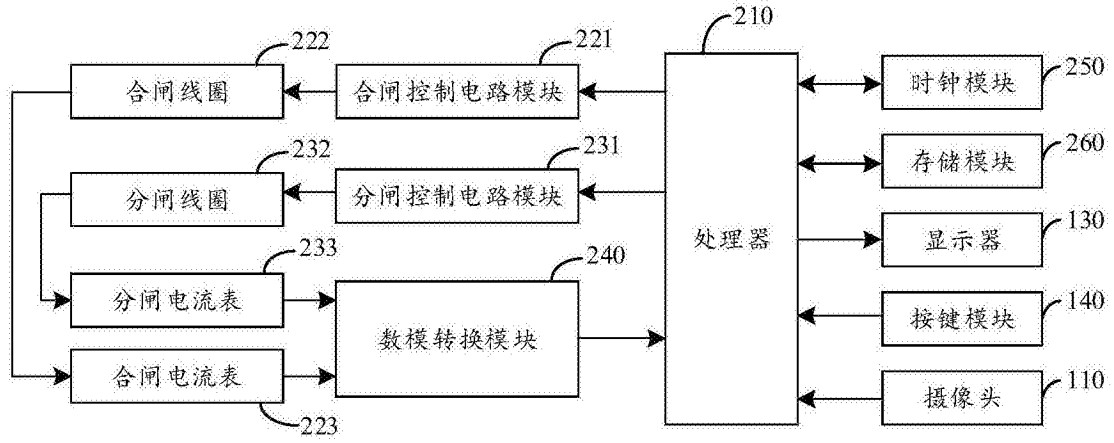 210
222
221
合闸线圈
合闸控制电路模块
时钟模块
250
232
231
260
分闸线圈
分闸控制电路模块
存储模块
处理器
130
233
240
显示器
分闸电流表
数模转换模块
140
按键模块
合闸电流表
110
摄像头
223